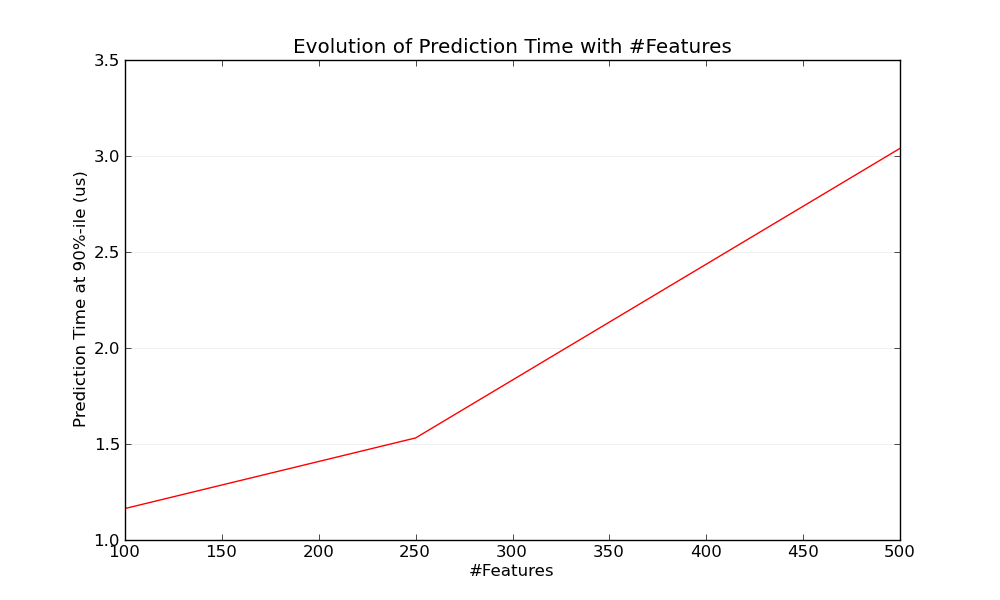 Evolution of Prediction Time with #Features
Prediction Time at 90%-ile (us)
3.5
3.0
2.5
2.0
1.5
1.0
100 150 200 250 300 350 400 450 500
#Features